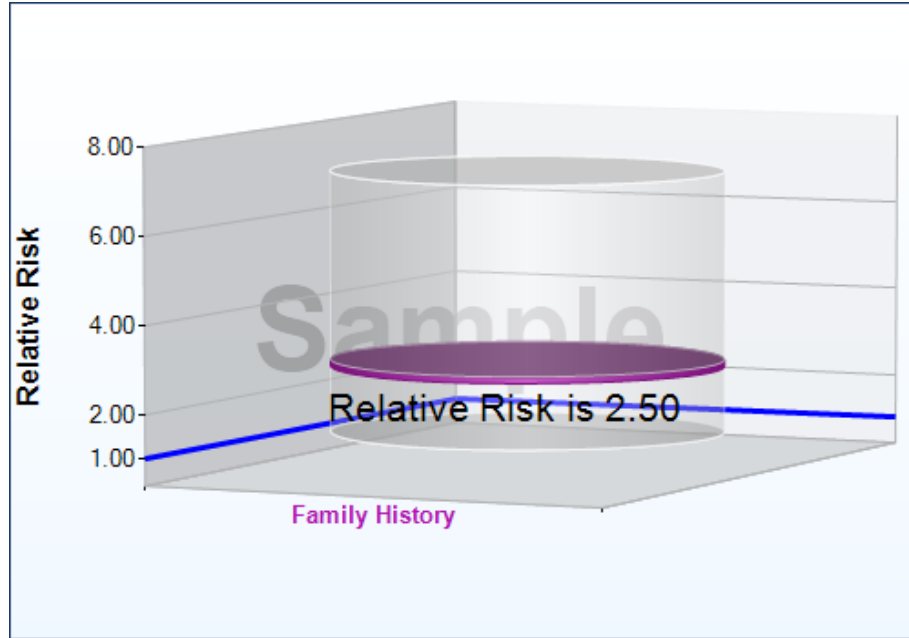 8.00
6.00
4.00
2.00
1.00
Relative Risk
Sample
Relative Risk is 2.50
Family History